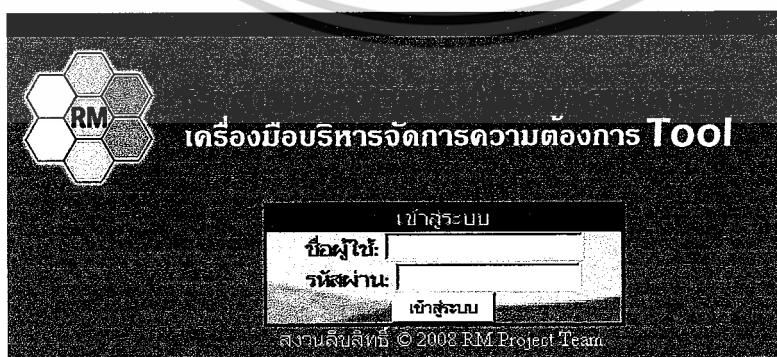 RM
เครื่องมือบริหารจัดการความต้องการ Tool
เข้าสู่ระบบ
ชื่อผู้ใช้:
รหัสผ่าน:
เข้าสู่ระบบ
สงวนลิขสิทธิ์ © 2008 RM Project Team